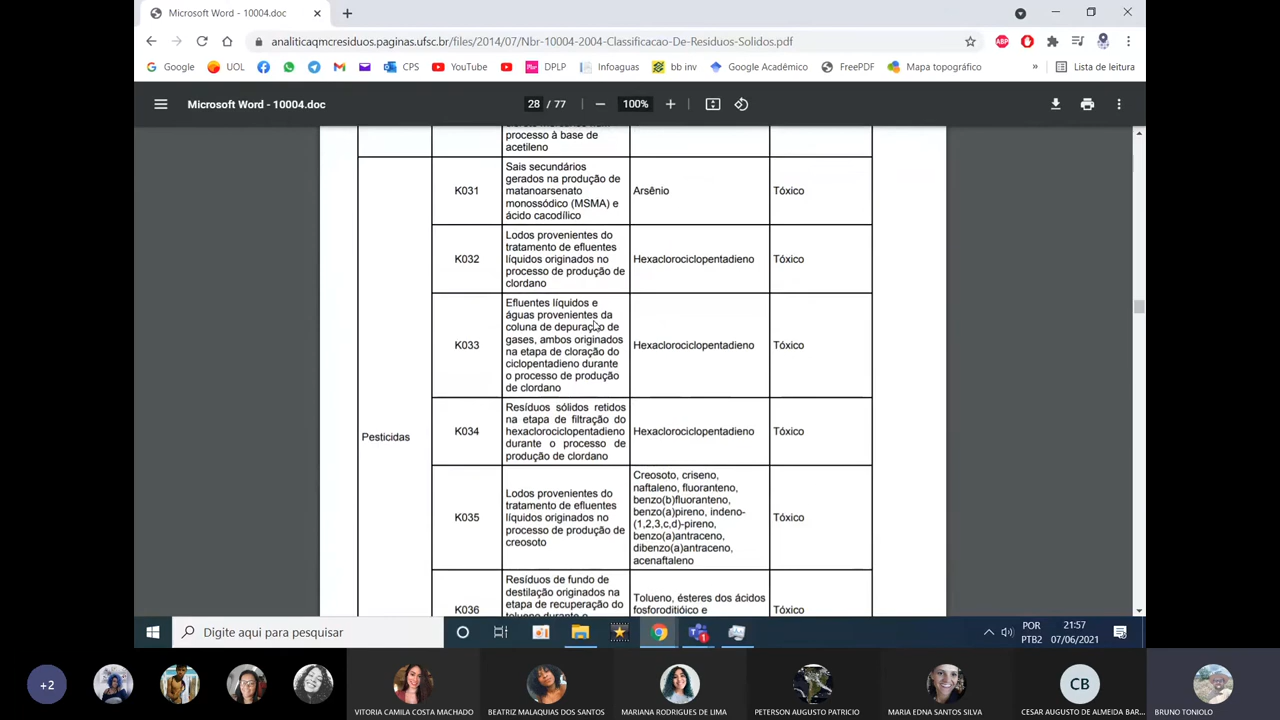 Microsoft Word - 10004.doc
analiticaqmcresiduos.paginas.ufsc.br/files/2014/07/Nbr-10004-2004-Classificacao-De-Residuos-Solidos.pdf
ABP
Google UOL CPS YouTube DPLP Infoaguas bb inv Google Acadêmico FreePDF Mapa topográfico » Lista de leitura
Microsoft Word - 10004.doc 28 / 77 100%
processo à base de
acetileno
Pesticidas
K031
Sais secundários
gerados na produção de
matanoarsenato
monossódico (MSMA) e
ácido cacodílico
Arsênio
Tóxico
K032
Lodos provenientes do
tratamento de efluentes
líquidos originados no
processo de produção de
clordano
Hexaclorociclopentadieno
Tóxico
K033
Efluentes líquidos e
águas provenientes da
coluna de depuração de
gases, ambos originados
na etapa de cloração do
ciclopentadieno durante
o processo de produção
de clordano
Hexaclorociclopentadieno
Tóxico
K034
Resíduos sólidos retidos
na etapa de filtração do
hexaclorociclopentadieno
durante o processo de
produção de clordano
Hexaclorociclopentadieno
Tóxico
K035
Lodos provenientes do
tratamento de efluentes
líquidos originados no
processo de produção de
creosoto
Creosoto, criseno,
naftaleno, fluoranteno,
benzo(b)fluoranteno,
benzo(a)pireno, indeno-
(1,2,3,c,d)-pireno,
benzo(a)antraceno,
dibenzo(a)antraceno,
acenaftaleno
Tóxico
K036
Resíduos de fundo de
destilação originados na
etapa de recuperação do
tolueno durante o
Tolueno, ésteres dos ácidos
fosforoditióico e
Tóxico
Digite aqui para pesquisar
POR
PTB2
21:57
07/06/2021
+2
CB
VITORIA CAMILA COSTA MACHADO
BEATRIZ MALAQUIAS DOS SANTOS
MARIANA RODRIGUES DE LIMA
PETERSON AUGUSTO PATRICIO
MARIA EDNA SANTOS SILVA
CESAR AUGUSTO DE ALMEIDA BAR...
BRUNO TONIOLO